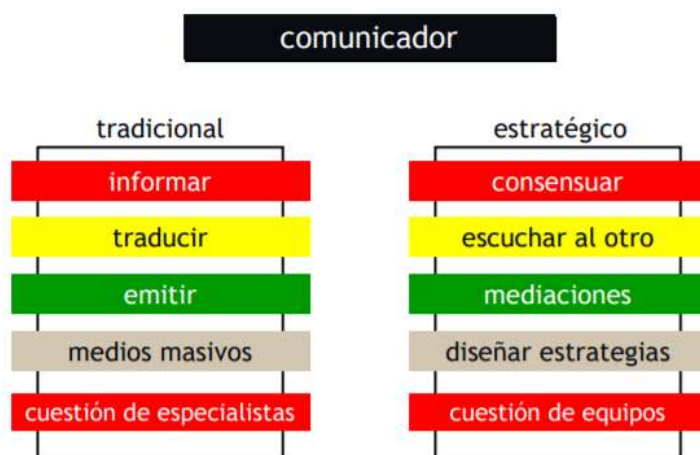 comunicador
tradicional
informar
traducir
emitir
medios masivos
cuestión de especialistas
estratégico
consensuar
escuchar al otro
mediaciones
diseñar estrategias
cuestión de equipos